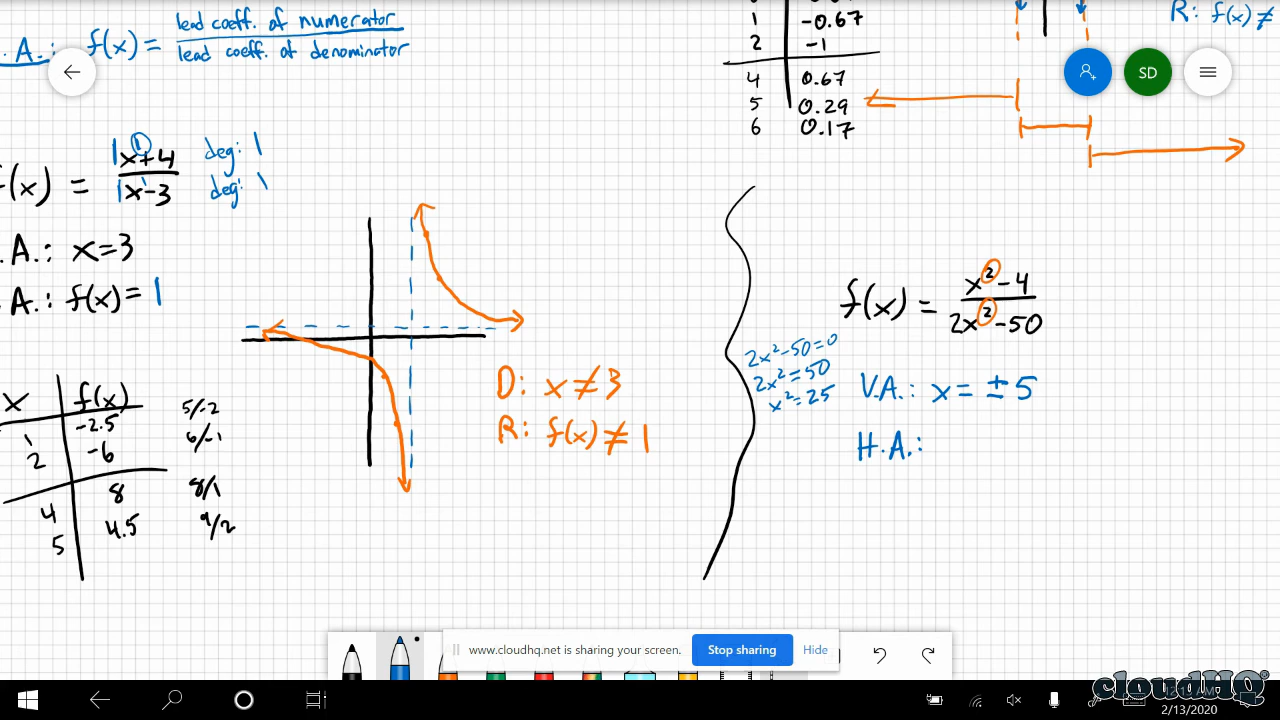 .A.: f(x) = lead coeff. of numerator / lead coeff. of denominator
f(x) = 1x¹+4 / 1x¹-3
deg: 1
deg: 1
.A.: x=3
.A.: f(x)= 1
x | f(x)
1 | -2.5 5/-2
2 | -6 6/-1
4 | 8 8/1
5 | 4.5 9/2
D: x ≠ 3
R: f(x) ≠ 1
1 | -0.67
2 | -1
4 | 0.67
5 | 0.29
6 | 0.17
R: f(x) ≠
SD
f(x) = x²-4 / 2x²-50
2x²-50=0
2x²=50
x²=25
V.A.: x= ±5
H.A.:
www.cloudhq.net is sharing your screen.
Stop sharing
Hide
cloudHQ
2/13/2020